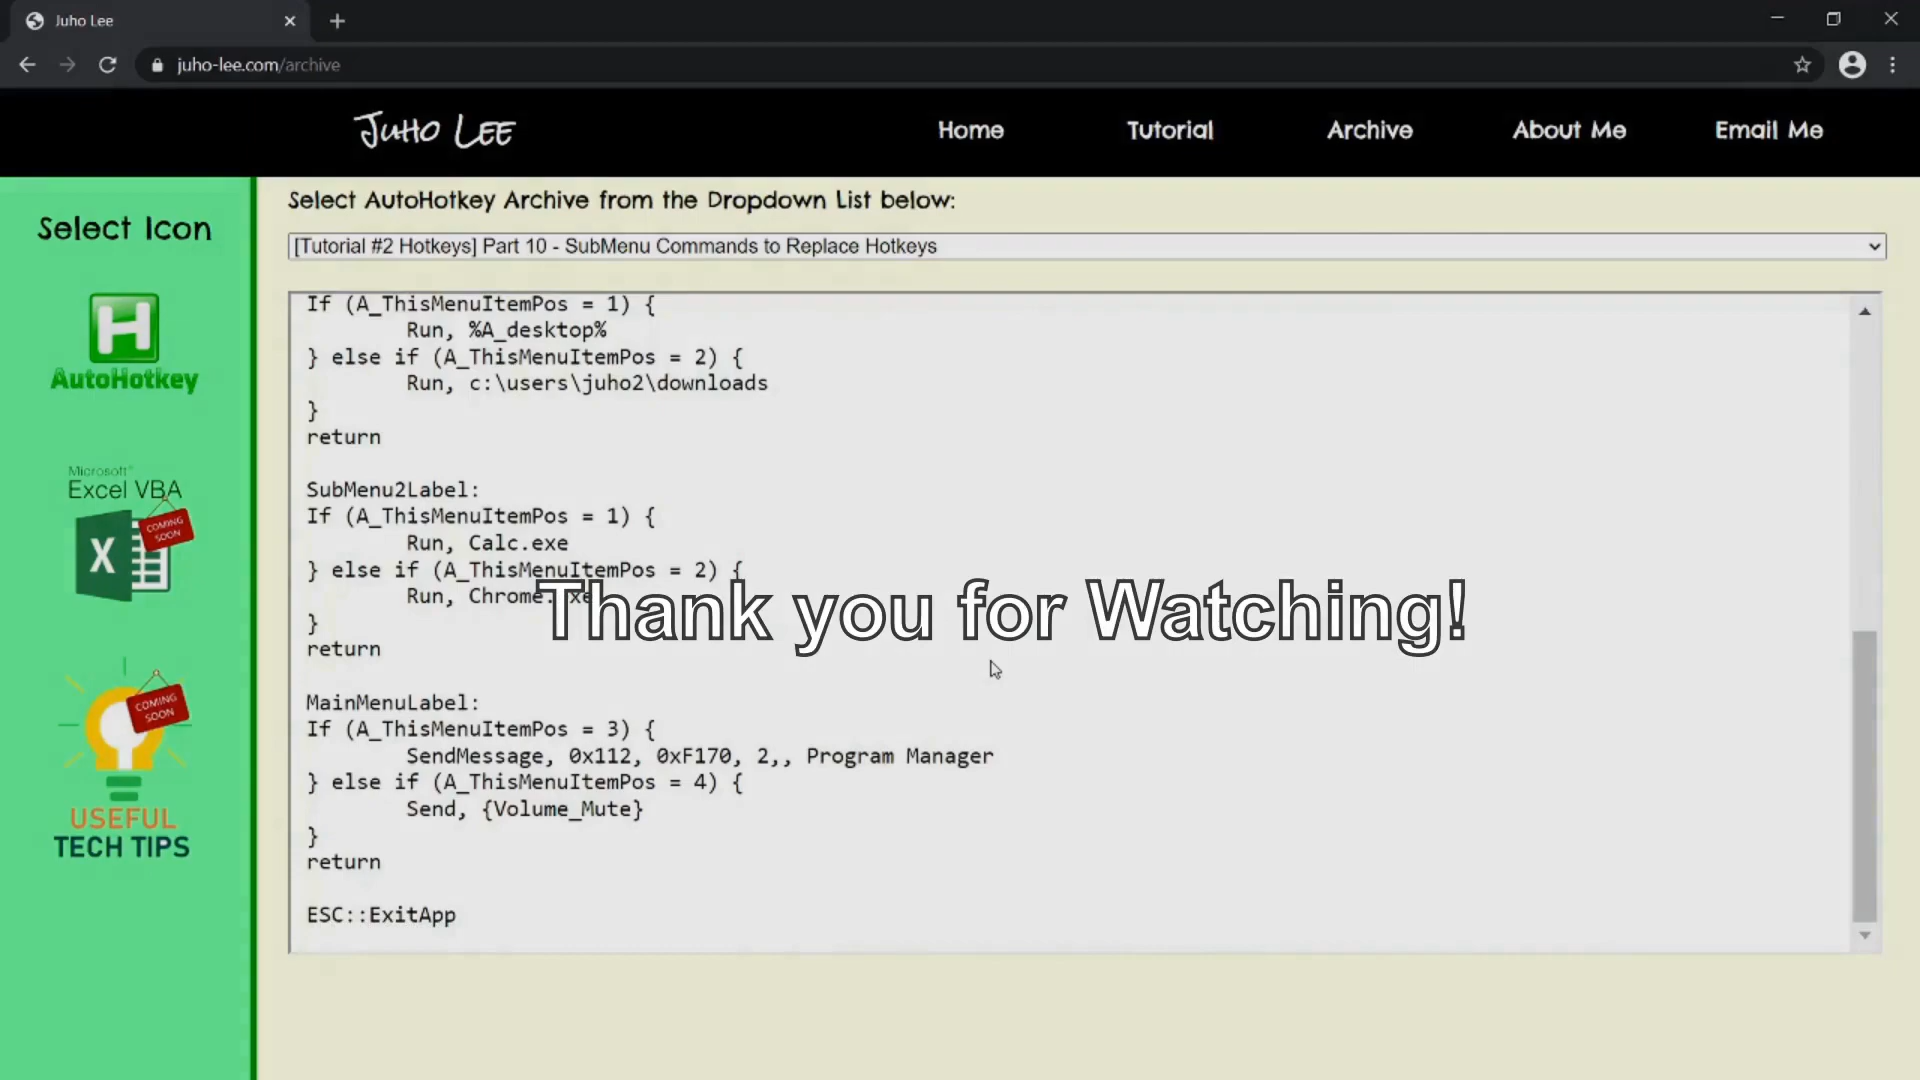 Juho Lee
juho-lee.com/archive
Juho Lee
Home
Tutorial
Archive
About Me
Email Me
Select Icon
H
AutoHotkey
Microsoft
Excel VBA
COMING
SOON
X
COMING
SOON
USEFUL
TECH TIPS
Select AutoHotkey Archive from the Dropdown List below:
[Tutorial #2 Hotkeys] Part 10 - SubMenu Commands to Replace Hotkeys
If (A_ThisMenuItemPos = 1) {
Run, %A_desktop%
} else if (A_ThisMenuItemPos = 2) {
Run, c:\users\juho2\downloads
}
return
SubMenu2Label:
If (A_ThisMenuItemPos = 1) {
Run, Calc.exe
} else if (A_ThisMenuItemPos = 2) {
Run, Chrome.exe
}
return
Thank you for Watching!
MainMenuLabel:
If (A_ThisMenuItemPos = 3) {
SendMessage, 0x112, 0xF170, 2,, Program Manager
} else if (A_ThisMenuItemPos = 4) {
Send, {Volume_Mute}
}
return
ESC::ExitApp